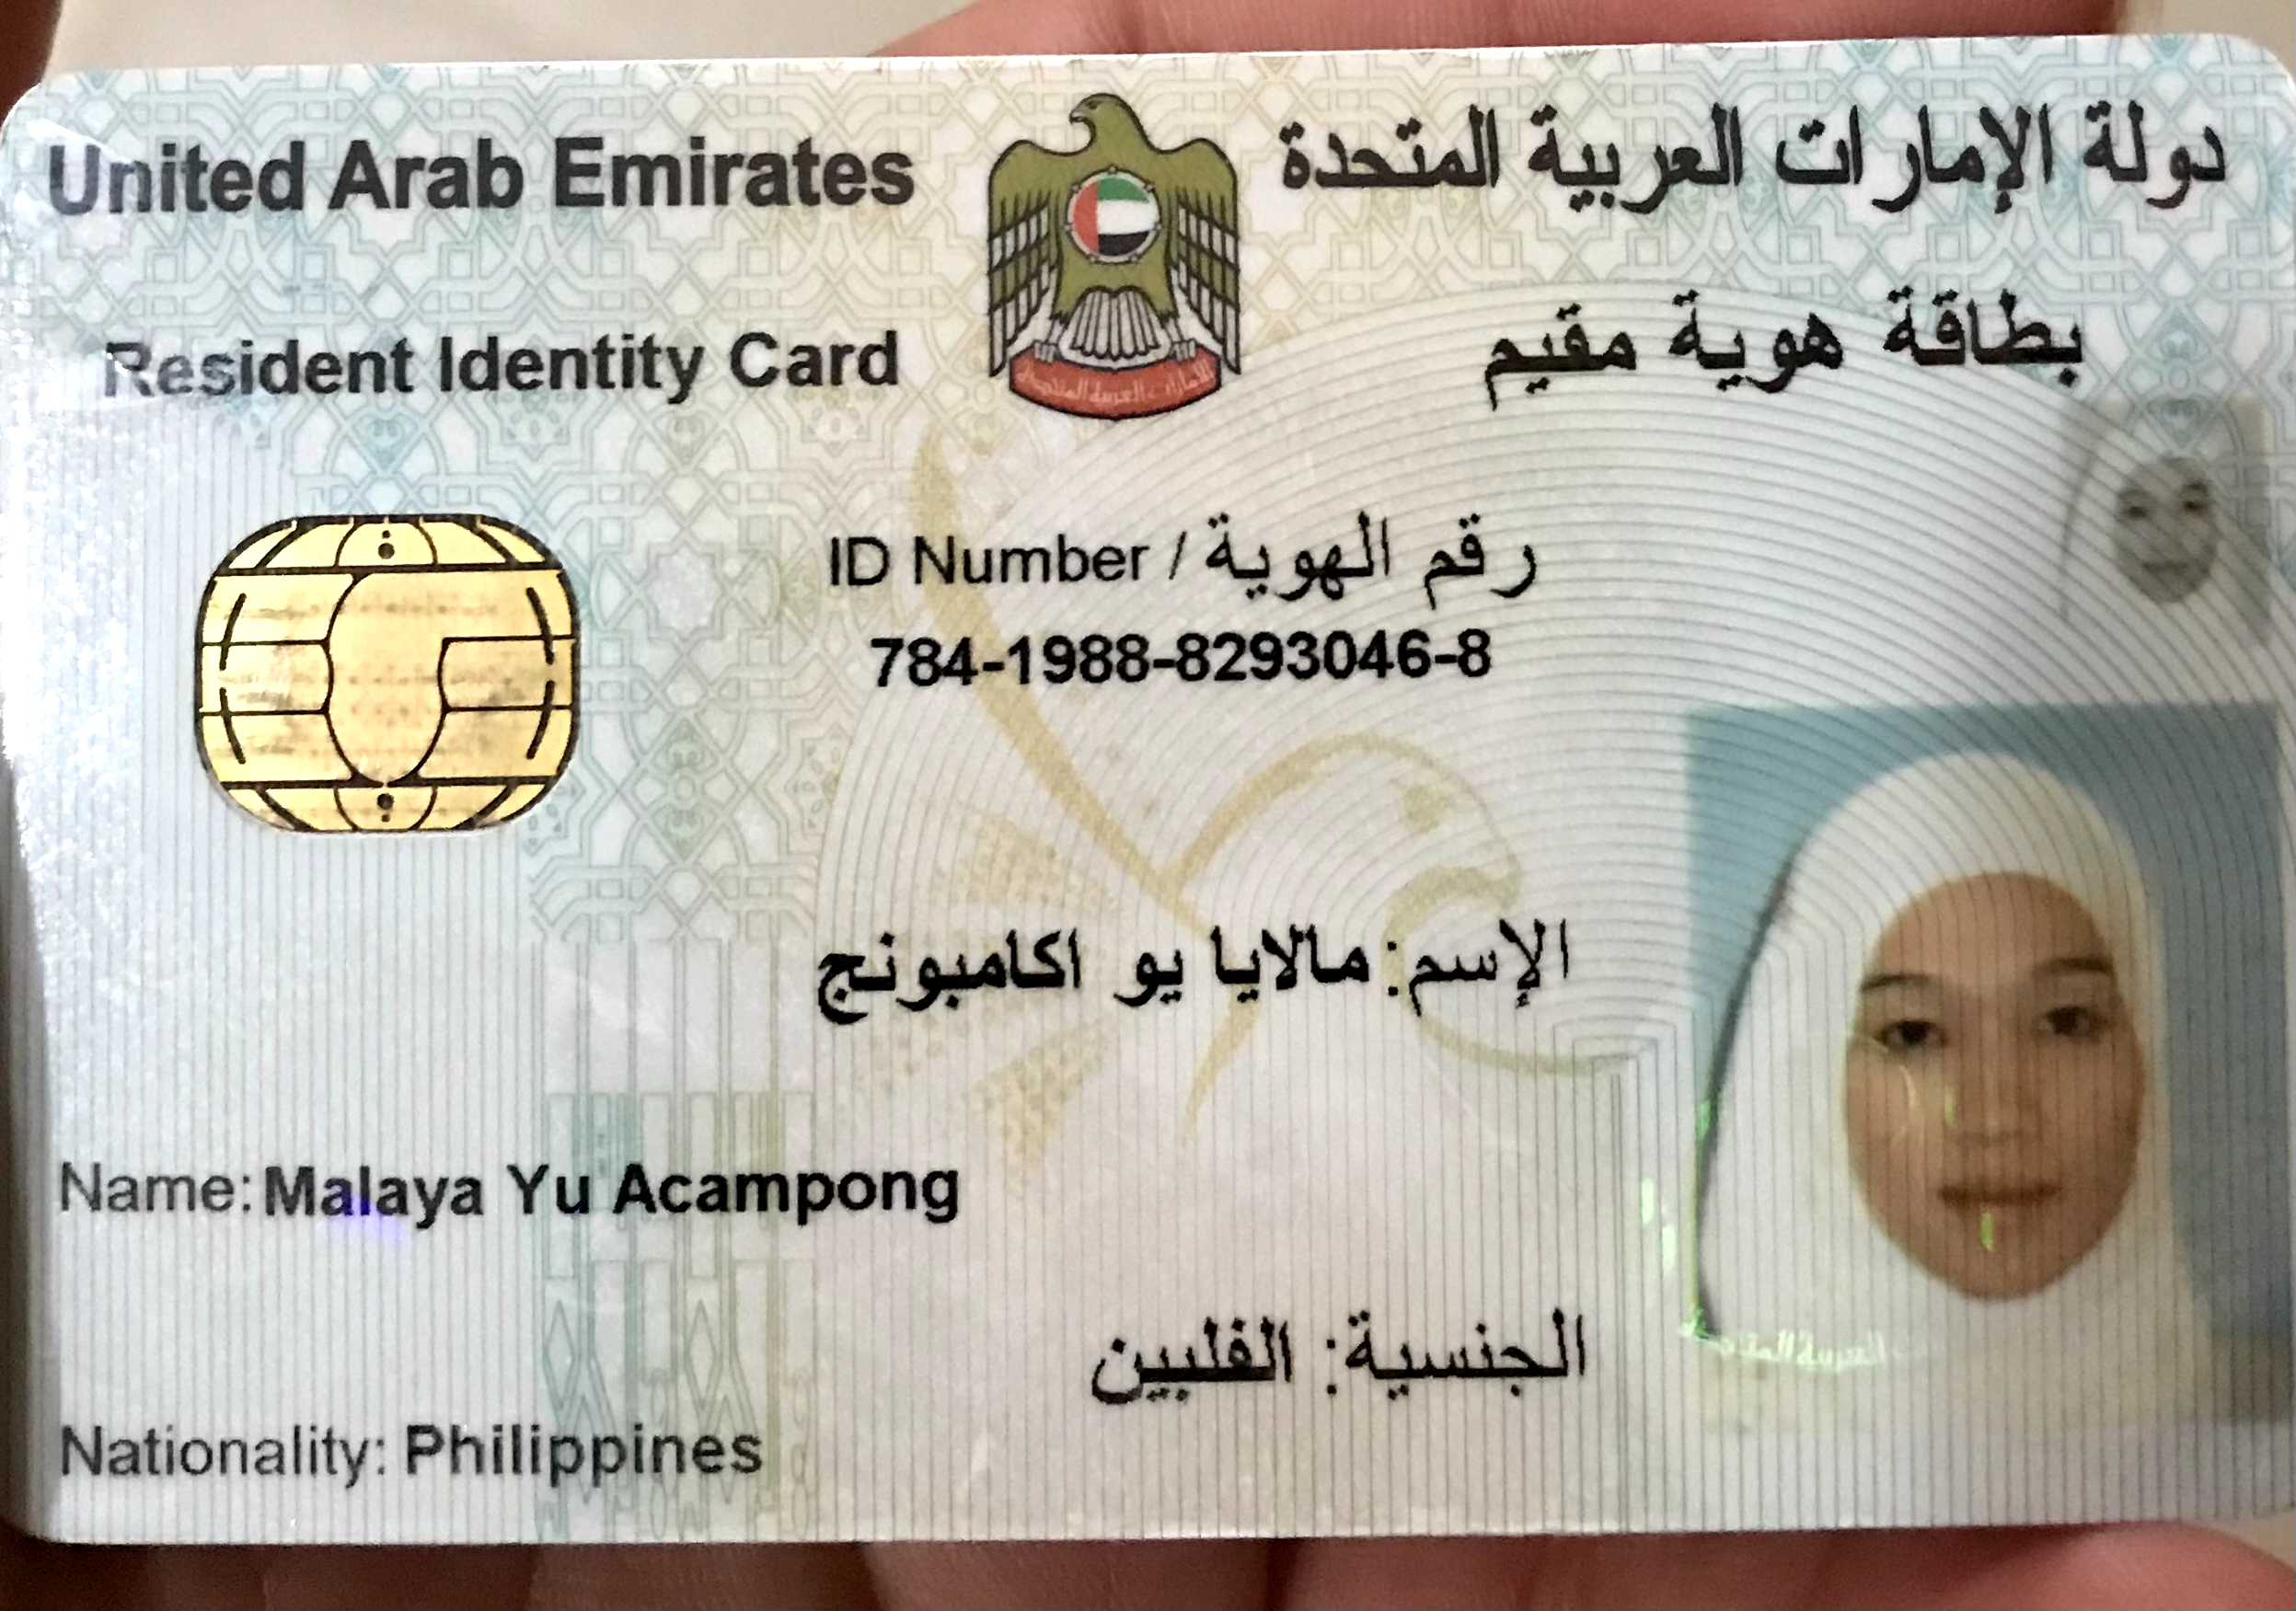 United Arab Emirates
دولة الإمارات العربية المتحدة
Resident Identity Card
بطاقة هوية مقيم
ID Number / رقم الهوية
784-1988-8293046-8
الإسم: مالايا يو اكامبونج
Name: Malaya Yu Acampong
الجنسية: الفلبين
Nationality: Philippines